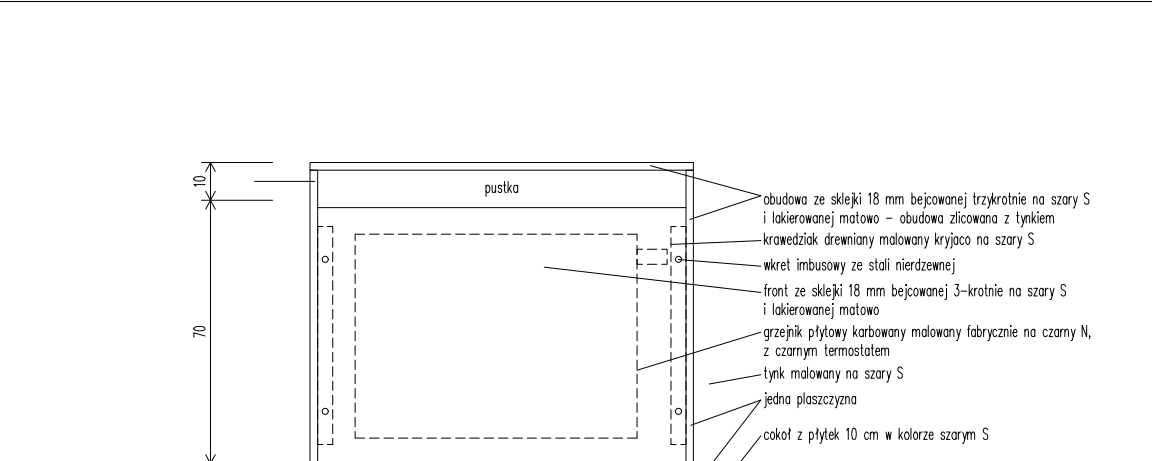 10
pustka
obudowa ze sklejki 18 mm bejcowanej trzykrotnie na szary S
i lakierowanej matowo – obudowa zlicowana z tynkiem
krawedziak drewniany malowany kryjaco na szary S
wkret imbusowy ze stali nierdzewnej
front ze sklejki 18 mm bejcowanej 3–krotnie na szary S
i lakierowanej matowo
70
grzejnik płytowy karbowany malowany fabrycznie na czarny N,
z czarnym termostatem
tynk malowany na szary S
jedna plaszczyzna
cokoł z płytek 10 cm w kolorze szarym S